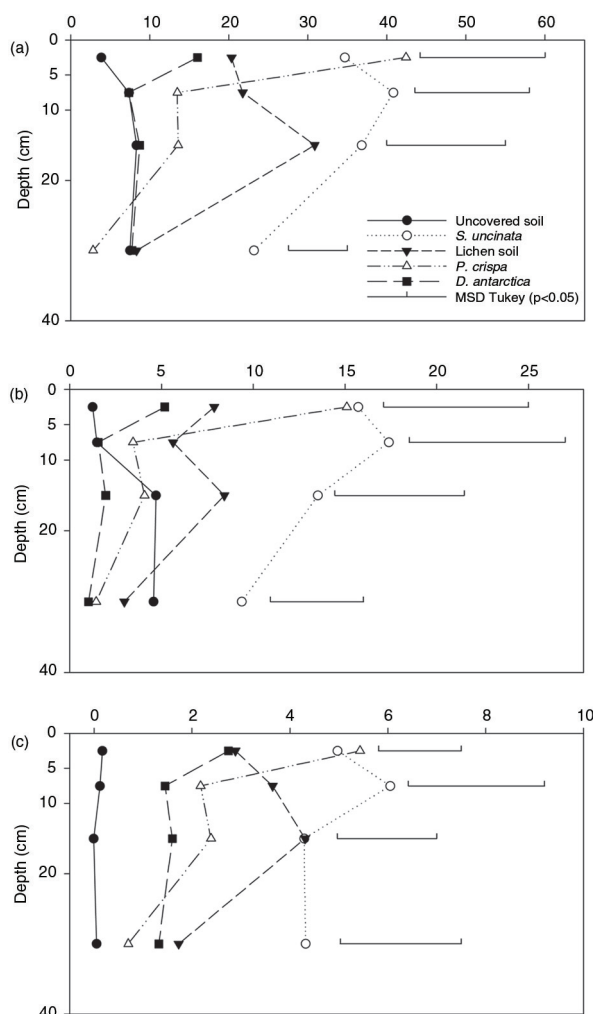 0 10 20 30 40 50 60
(a)
0
5
10
20
40
Depth (cm)
Uncovered soil
S. uncinata
Lichen soil
P. crispa
D. antarctica
MSD Tukey (p<0.05)
0 5 10 15 20 25
(b)
0
5
10
20
40
Depth (cm)
0 2 4 6 8 10
(c)
0
5
10
20
40
Depth (cm)